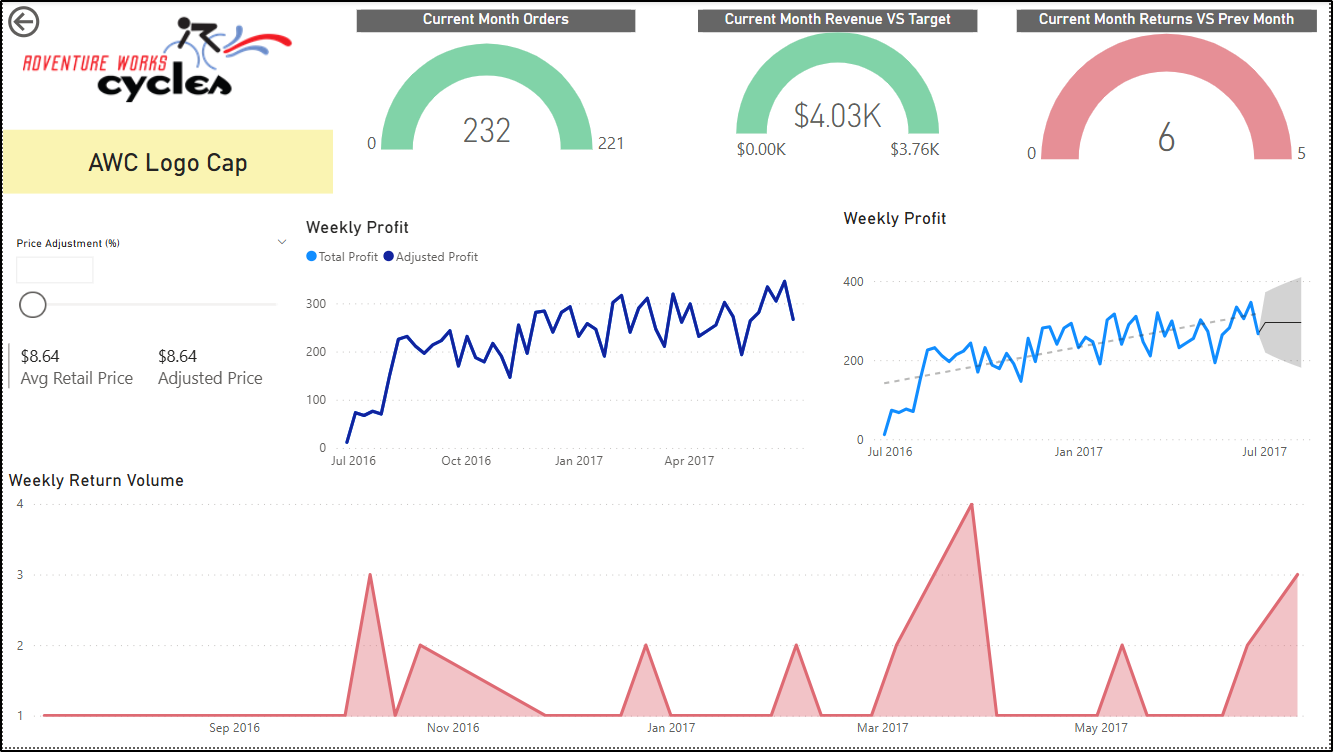 ADVENTURE WORKS
cycles
AWC Logo Cap
Current Month Orders
232
0
221
Current Month Revenue VS Target
$4.03K
$0.00K
$3.76K
Current Month Returns VS Prev Month
6
0
5
Price Adjustment (%)
$8.64
Avg Retail Price
$8.64
Adjusted Price
Weekly Profit
Total Profit
Adjusted Profit
300
200
100
0
Jul 2016
Oct 2016
Jan 2017
Apr 2017
Weekly Profit
400
200
0
Jul 2016
Jan 2017
Jul 2017
Weekly Return Volume
4
3
2
1
Sep 2016
Nov 2016
Jan 2017
Mar 2017
May 2017